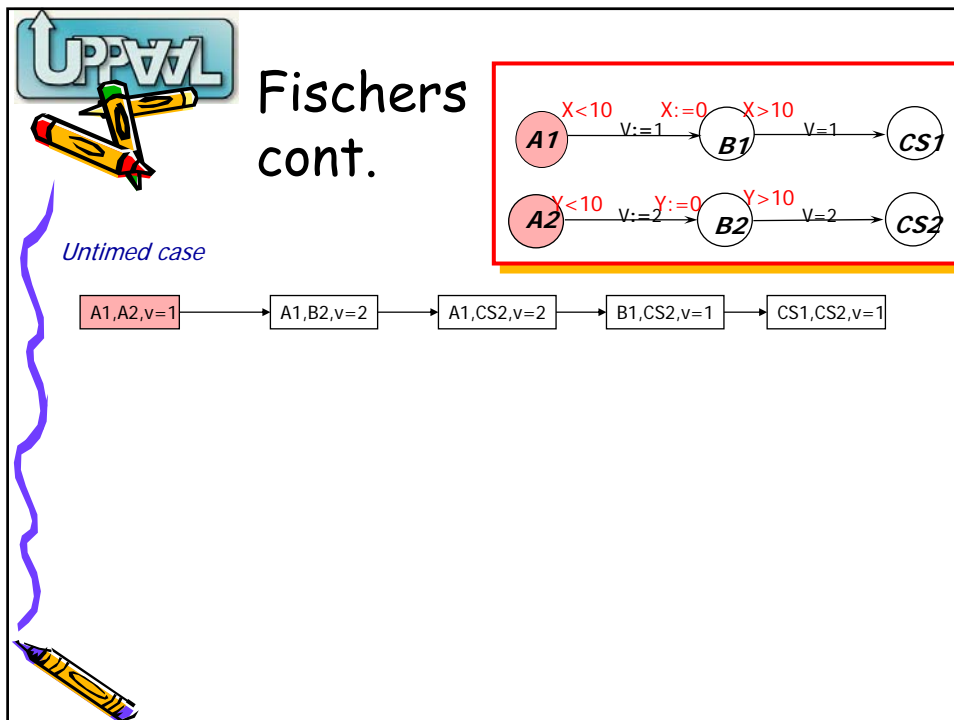 UPPAAL
Fischers
cont.
X<10 X:=0 X>10
A1 V:=1 B1 V=1 CS1
Y<10 Y:=0 Y>10
A2 V:=2 B2 V=2 CS2
Untimed case
A1,A2,v=1 A1,B2,v=2 A1,CS2,v=2 B1,CS2,v=1 CS1,CS2,v=1